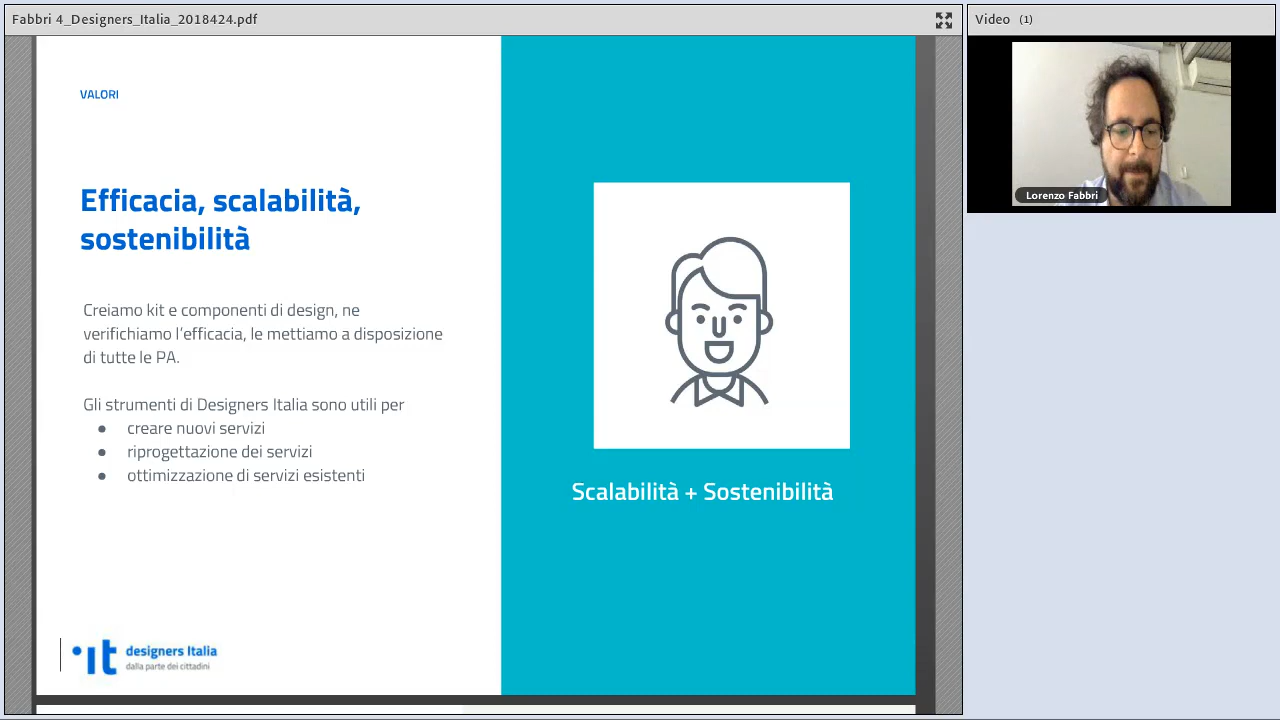 Fabbri 4_Designers_Italia_2018424.pdf
Video (1)
Lorenzo Fabbri
VALORI
Efficacia, scalabilità,
sostenibilità
Creiamo kit e componenti di design, ne
verifichiamo l'efficacia, le mettiamo a disposizione
di tutte le PA.
Gli strumenti di Designers Italia sono utili per
● creare nuovi servizi
● riprogettazione dei servizi
● ottimizzazione di servizi esistenti
Scalabilità + Sostenibilità
it
designers Italia
dalla parte dei cittadini